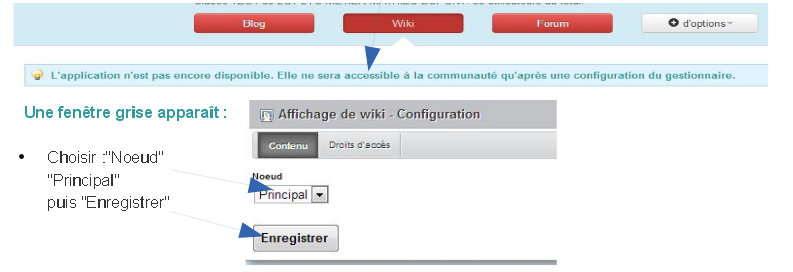 Blog Wiki Forum d'options
L'application n'est pas encore disponible. Elle ne sera accessible à la communauté qu'après une configuration du gestionnaire.
Une fenêtre grise apparaît :
Affichage de wiki - Configuration
Contenu Droits d'accès
• Choisir :"Noeud"
"Principal"
puis "Enregistrer"
Noeud
Principal
Enregistrer